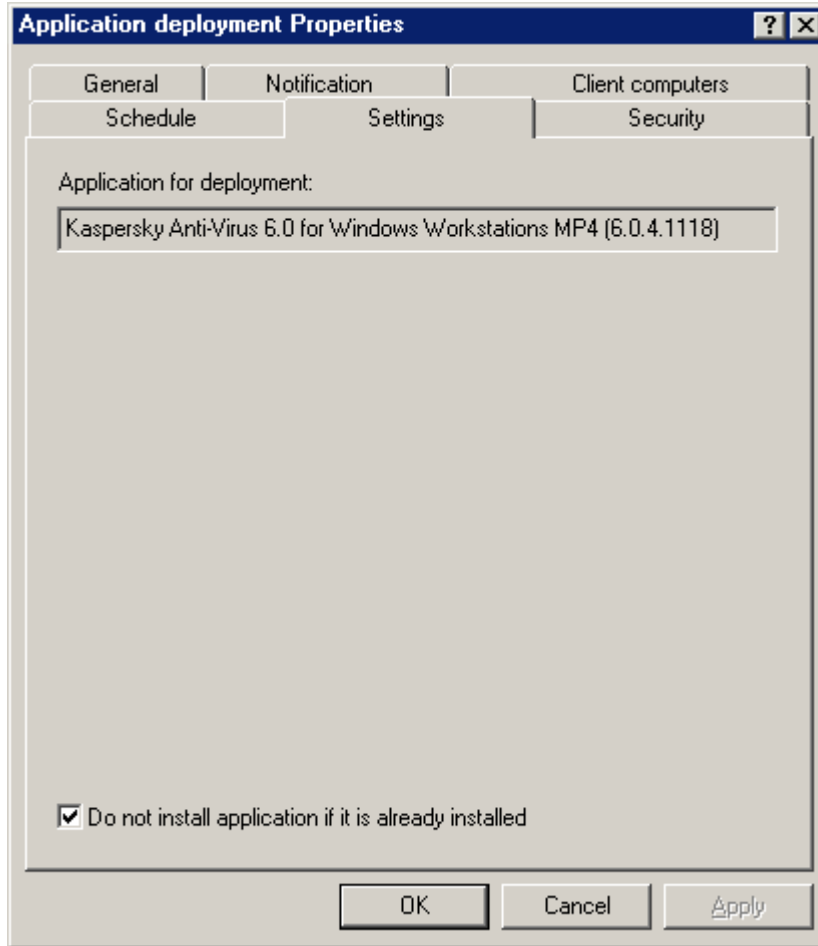 Application deployment Properties
General Notification Client computers
Schedule Settings Security
Application for deployment:
Kaspersky Anti-Virus 6.0 for Windows Workstations MP4 (6.0.4.1118)
Do not install application if it is already installed
OK Cancel Apply